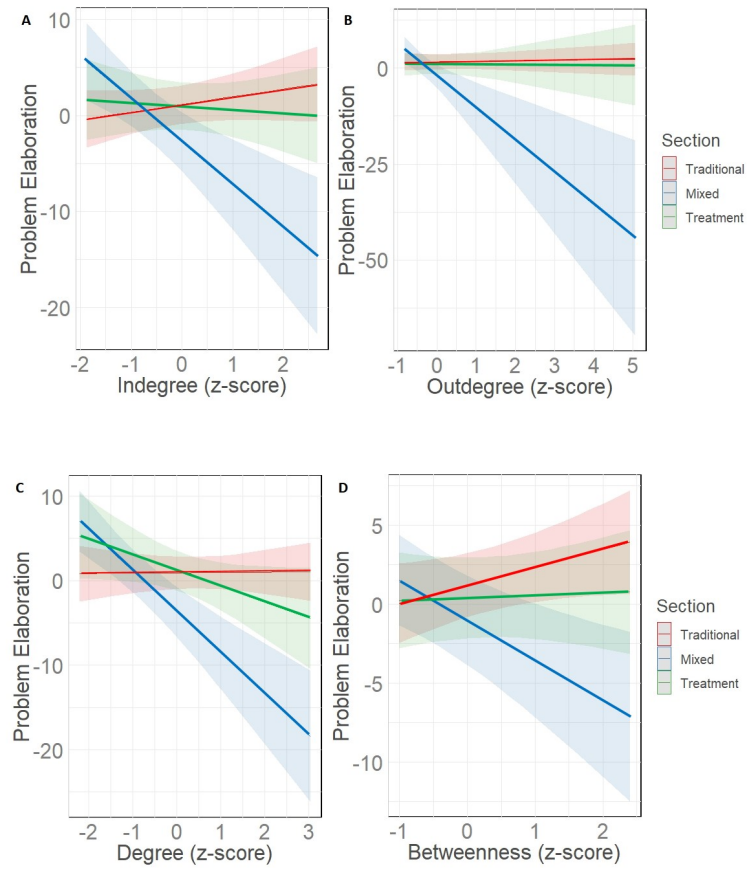 A
Problem Elaboration
10
0
-10
-20
-2
-1
0
1
2
Indegree (z-score)
B
Problem Elaboration
0
-25
-50
-1
0
1
2
3
4
5
Outdegree (z-score)
Section
Traditional
Mixed
Treatment
C
Problem Elaboration
10
0
-10
-20
-2
-1
0
1
2
3
Degree (z-score)
D
Problem Elaboration
5
0
-5
-10
-1
0
1
2
Betweenness (z-score)
Section
Traditional
Mixed
Treatment